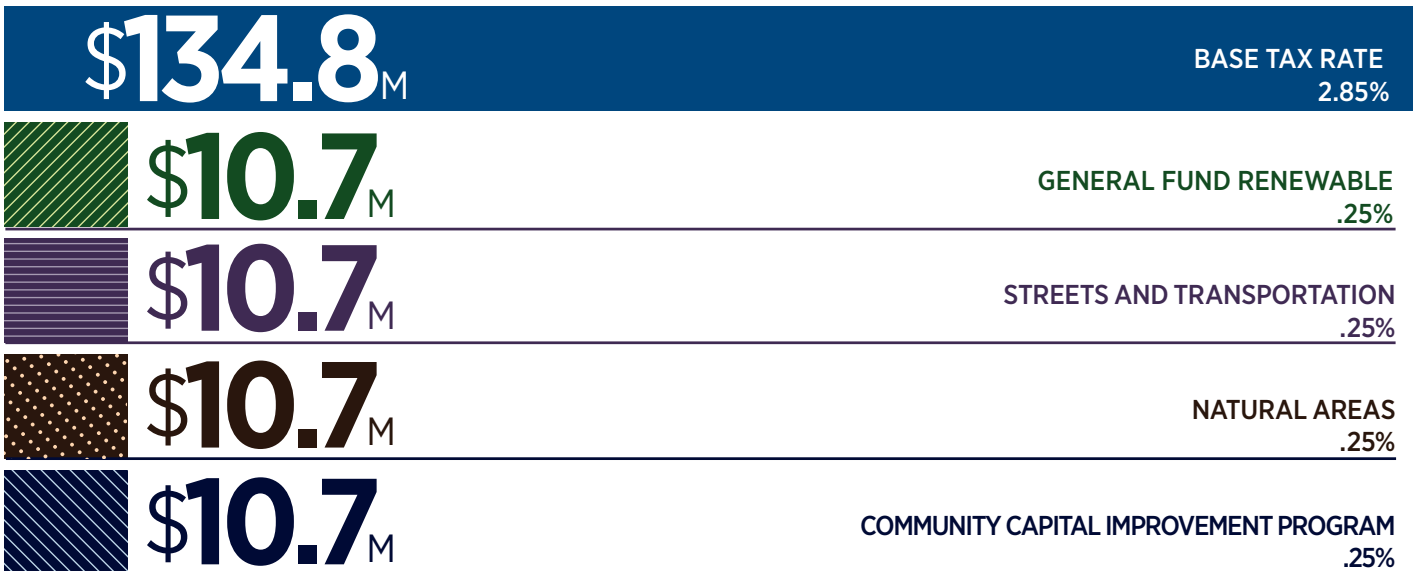 $134.8M
BASE TAX RATE
2.85%
$10.7M
GENERAL FUND RENEWABLE
.25%
$10.7M
STREETS AND TRANSPORTATION
.25%
$10.7M
NATURAL AREAS
.25%
$10.7M
COMMUNITY CAPITAL IMPROVEMENT PROGRAM
.25%